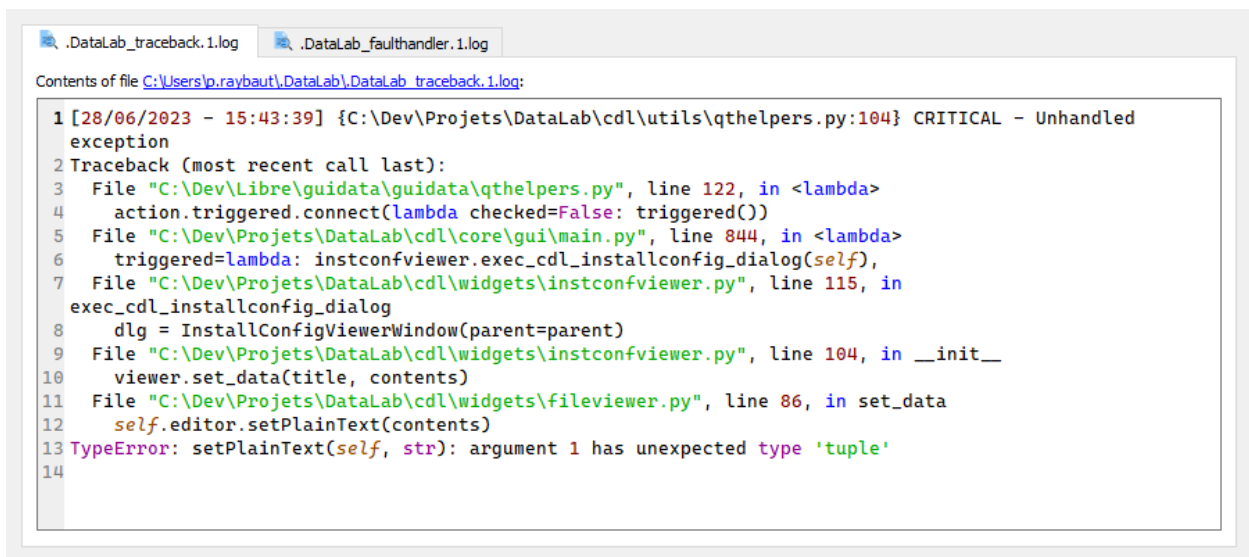 .DataLab_traceback.1.log
.DataLab_faulthandler.1.log
Contents of file C:\Users\p.raybaut\.DataLab\.DataLab_traceback.1.log:
1 [28/06/2023 - 15:43:39] {C:\Dev\Projets\DataLab\cdl\utils\qthelpers.py:104} CRITICAL - Unhandled
exception
2 Traceback (most recent call last):
3   File "C:\Dev\Libre\guidata\guidata\qthelpers.py", line 122, in <lambda>
4     action.triggered.connect(lambda checked=False: triggered())
5   File "C:\Dev\Projets\DataLab\cdl\core\gui\main.py", line 844, in <lambda>
6     triggered=lambda: instconfviewer.exec_cdl_installconfig_dialog(self),
7   File "C:\Dev\Projets\DataLab\cdl\widgets\instconfviewer.py", line 115, in
exec_cdl_installconfig_dialog
8     dlg = InstallConfigViewerWindow(parent=parent)
9   File "C:\Dev\Projets\DataLab\cdl\widgets\instconfviewer.py", line 104, in __init__
10     viewer.set_data(title, contents)
11   File "C:\Dev\Projets\DataLab\cdl\widgets\fileviewer.py", line 86, in set_data
12     self.editor.setPlainText(contents)
13 TypeError: setPlainText(self, str): argument 1 has unexpected type 'tuple'
14